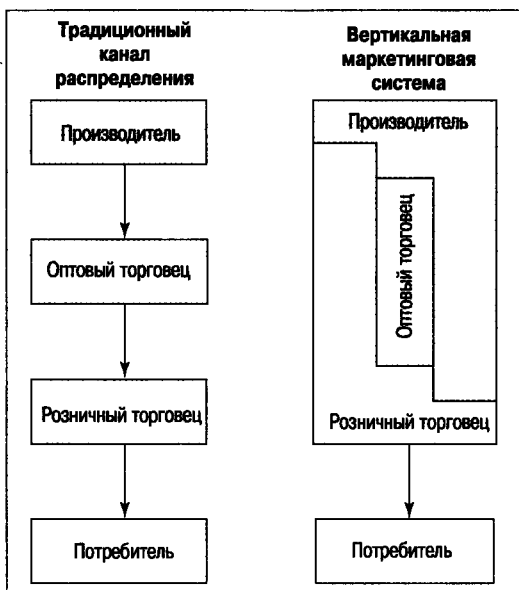 Традиционный
канал
распределения
Производитель
Оптовый торговец
Розничный торговец
Потребитель
Вертикальная
маркетинговая
система
Производитель
Оптовый торговец
Розничный торговец
Потребитель